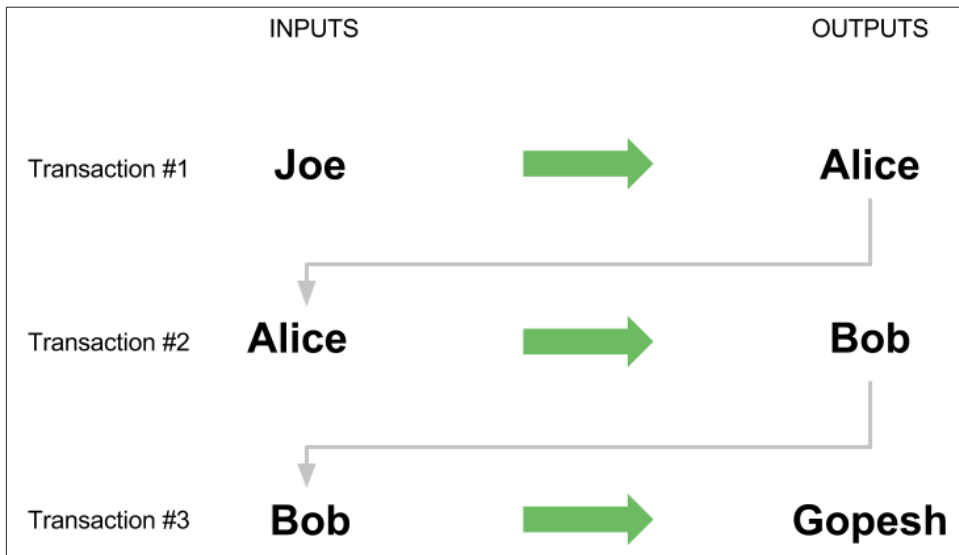 INPUTS OUTPUTS
Transaction #1 Joe Alice
Transaction #2 Alice Bob
Transaction #3 Bob Gopesh